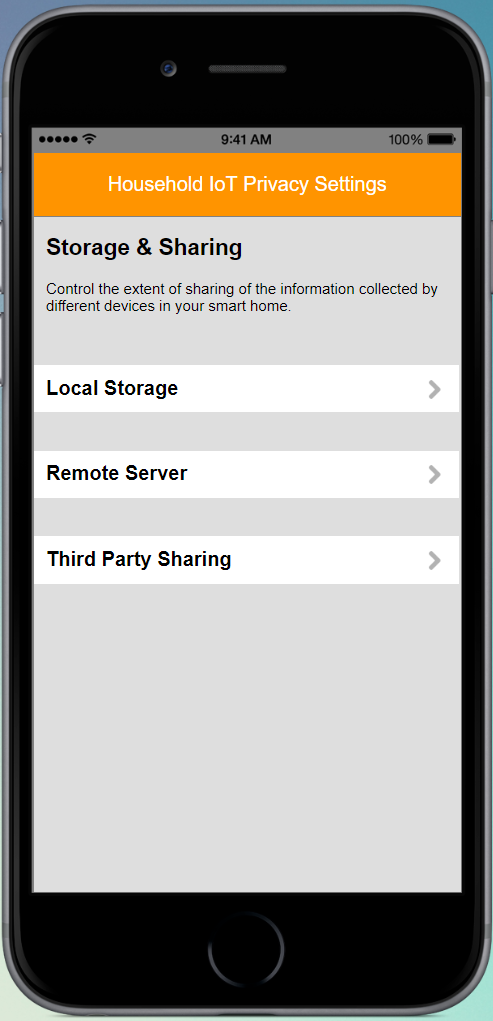 9:41 AM 100%
Household IoT Privacy Settings
Storage & Sharing
Control the extent of sharing of the information collected by
different devices in your smart home.
Local Storage
Remote Server
Third Party Sharing